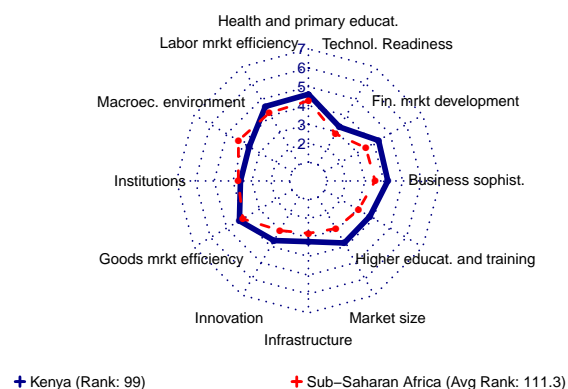 Health and primary educat.
Labor mrkt efficiency
7
Technol. Readiness
6
5
Macroec. environment
4
Fin. mrkt development
3
2
Institutions
Business sophist.
Goods mrkt efficiency
Higher educat. and training
Innovation
Market size
Infrastructure
Kenya (Rank: 99)
Sub−Saharan Africa (Avg Rank: 111.3)